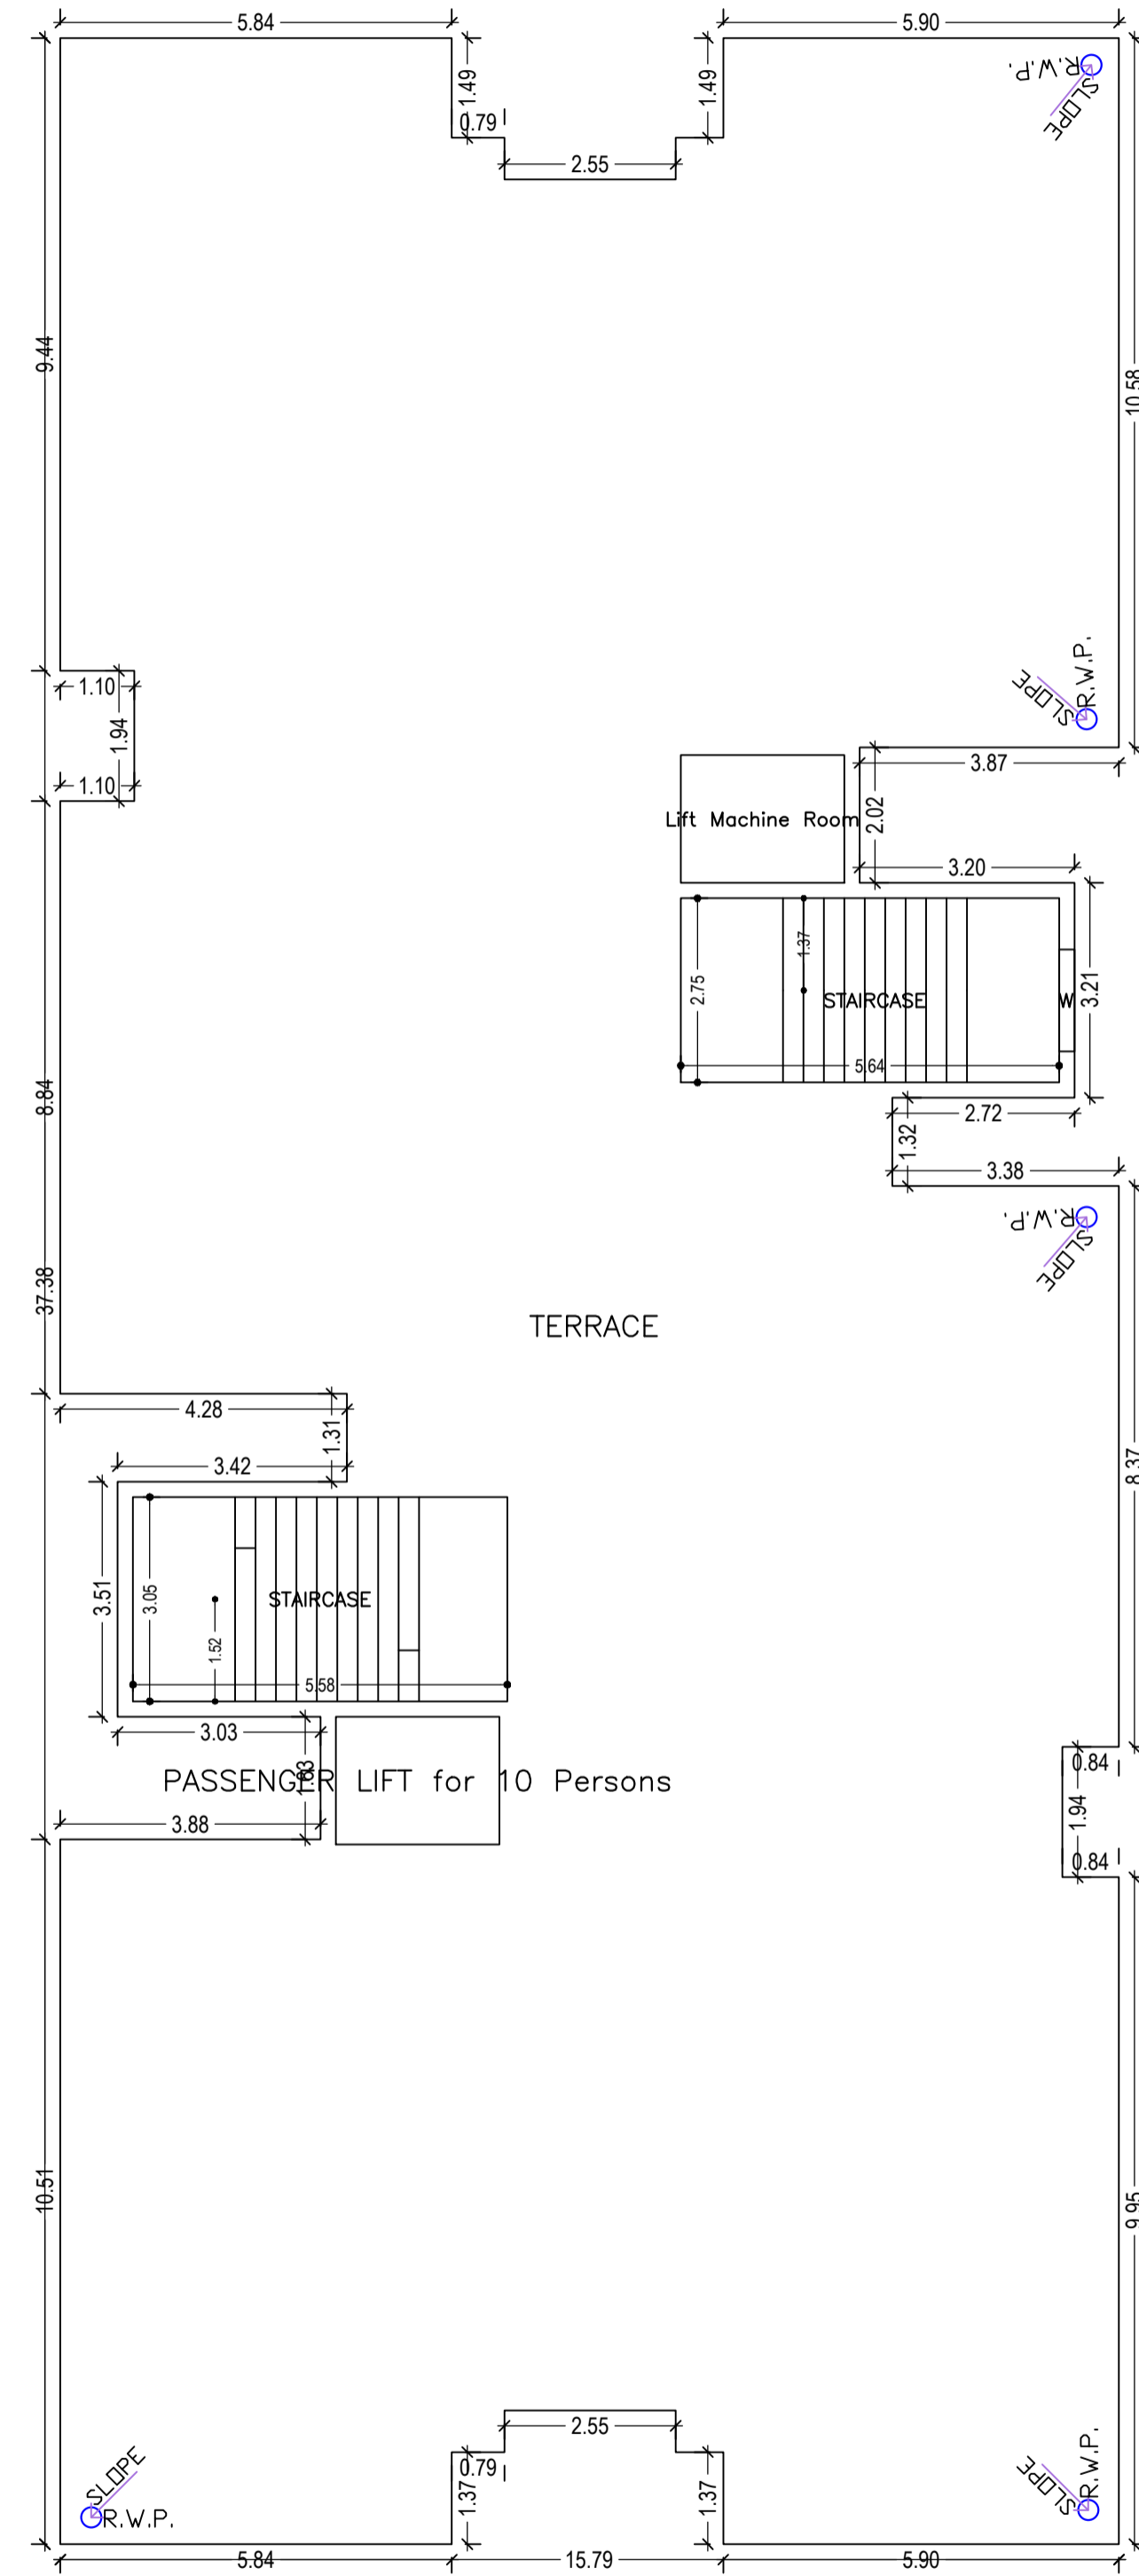 5.84
5.90
1.49
1.49
R.W.P.
SLOPE
0.79
2.55
9.44
10.58
1.10
1.94
1.10
R.W.P.
SLOPE
3.87
Lift Machine Room
2.02
3.20
1.37
2.75
STAIRCASE
W
3.21
5.64
8.84
2.72
1.32
3.38
R.W.P.
SLOPE
37.38
TERRACE
4.28
1.31
3.42
8.37
3.51
3.05
STAIRCASE
1.52
5.58
3.03
1.83
PASSENGER LIFT for 10 Persons
0.84
1.94
3.88
0.84
10.51
9.95
2.55
0.79
1.37
1.37
SLOPE
R.W.P.
SLOPE
R.W.P.
5.84
15.79
5.90